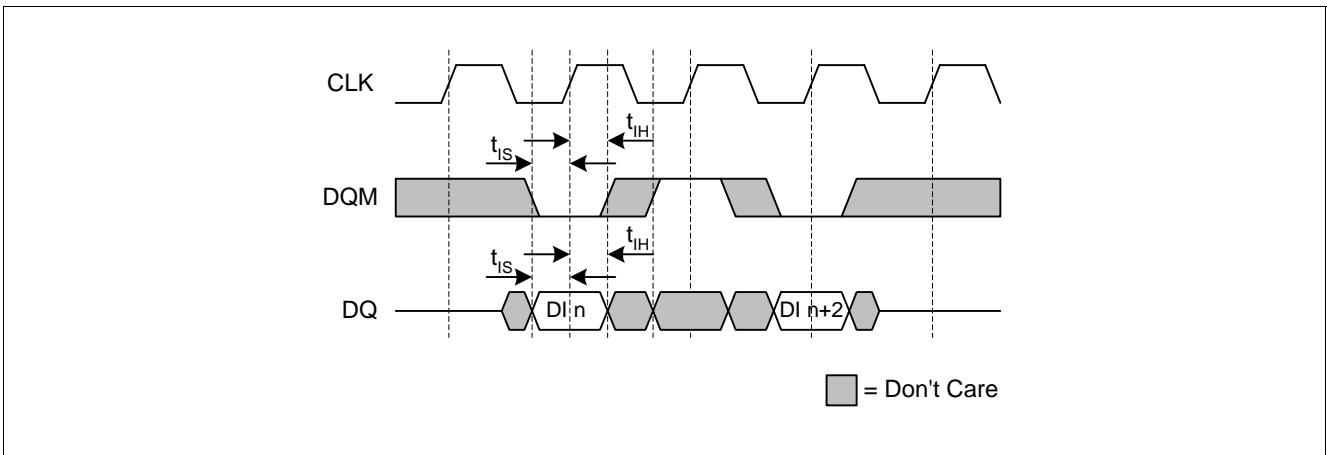 CLK
tIH
tIS
DQM
tIH
tIS
DQ
DI n
DI n+2
= Don't Care